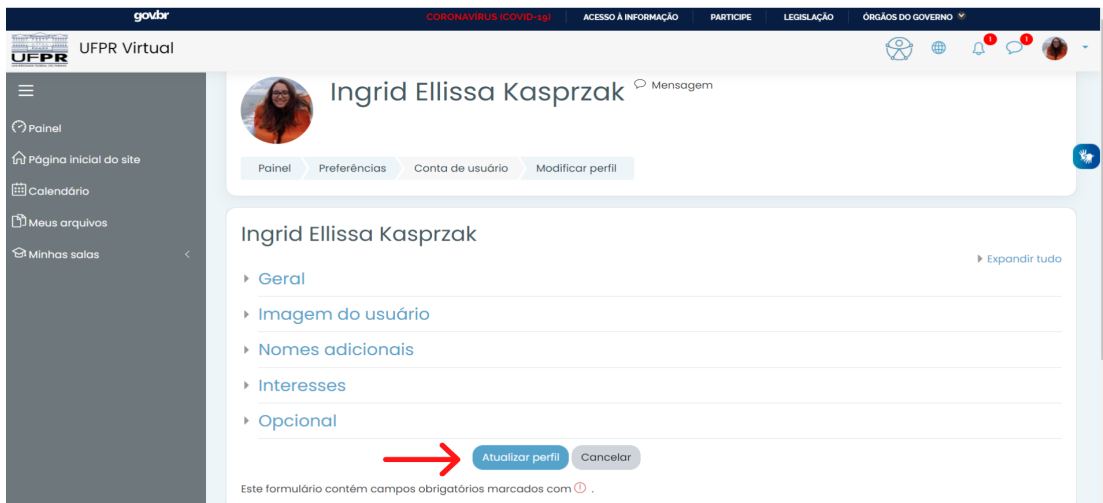 gov.br CORONAVÍRUS (COVID-19) ACESSO À INFORMAÇÃO PARTICIPE LEGISLAÇÃO ÓRGÃOS DO GOVERNO
UFPR UFPR Virtual 1 1
Ingrid Ellissa Kasprzak Mensagem
Painel
Página inicial do site
Calendário
Meus arquivos
Minhas salas
Painel Preferências Conta de usuário Modificar perfil
Ingrid Ellissa Kasprzak
Expandir tudo
Geral
Imagem do usuário
Nomes adicionais
Interesses
Opcional
Atualizar perfil Cancelar
Este formulário contém campos obrigatórios marcados com .